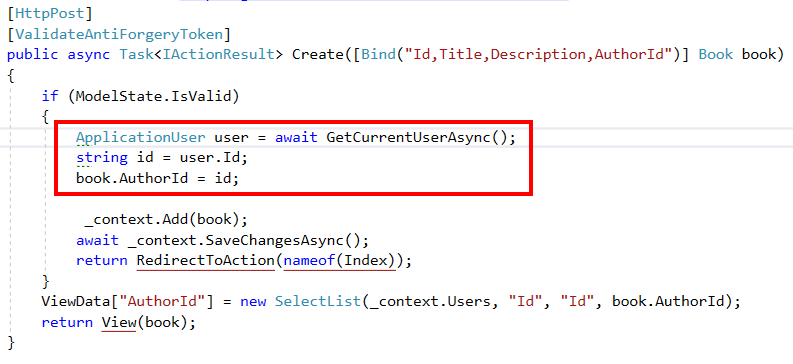 [HttpPost]
[ValidateAntiForgeryToken]
public async Task<IActionResult> Create([Bind("Id,Title,Description,AuthorId")] Book book)
{
if (ModelState.IsValid)
{
ApplicationUser user = await GetCurrentUserAsync();
string id = user.Id;
book.AuthorId = id;
_context.Add(book);
await _context.SaveChangesAsync();
return RedirectToAction(nameof(Index));
}
ViewData["AuthorId"] = new SelectList(_context.Users, "Id", "Id", book.AuthorId);
return View(book);
}